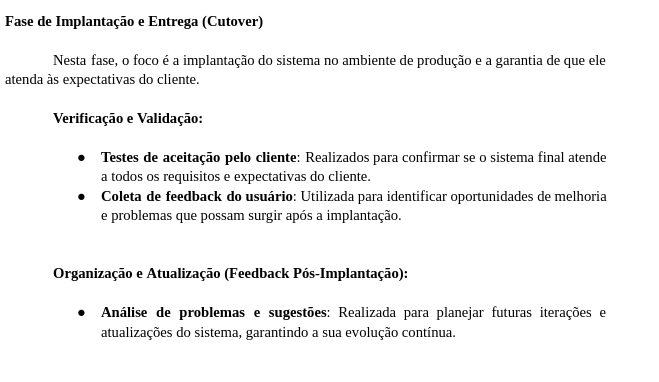 Fase de Implantação e Entrega (Cutover)
Nesta fase, o foco é a implantação do sistema no ambiente de produção e a garantia de que ele
atenda às expectativas do cliente.
Verificação e Validação:
● Testes de aceitação pelo cliente: Realizados para confirmar se o sistema final atende
a todos os requisitos e expectativas do cliente.
● Coleta de feedback do usuário: Utilizada para identificar oportunidades de melhoria
e problemas que possam surgir após a implantação.
Organização e Atualização (Feedback Pós-Implantação):
● Análise de problemas e sugestões: Realizada para planejar futuras iterações e
atualizações do sistema, garantindo a sua evolução contínua.